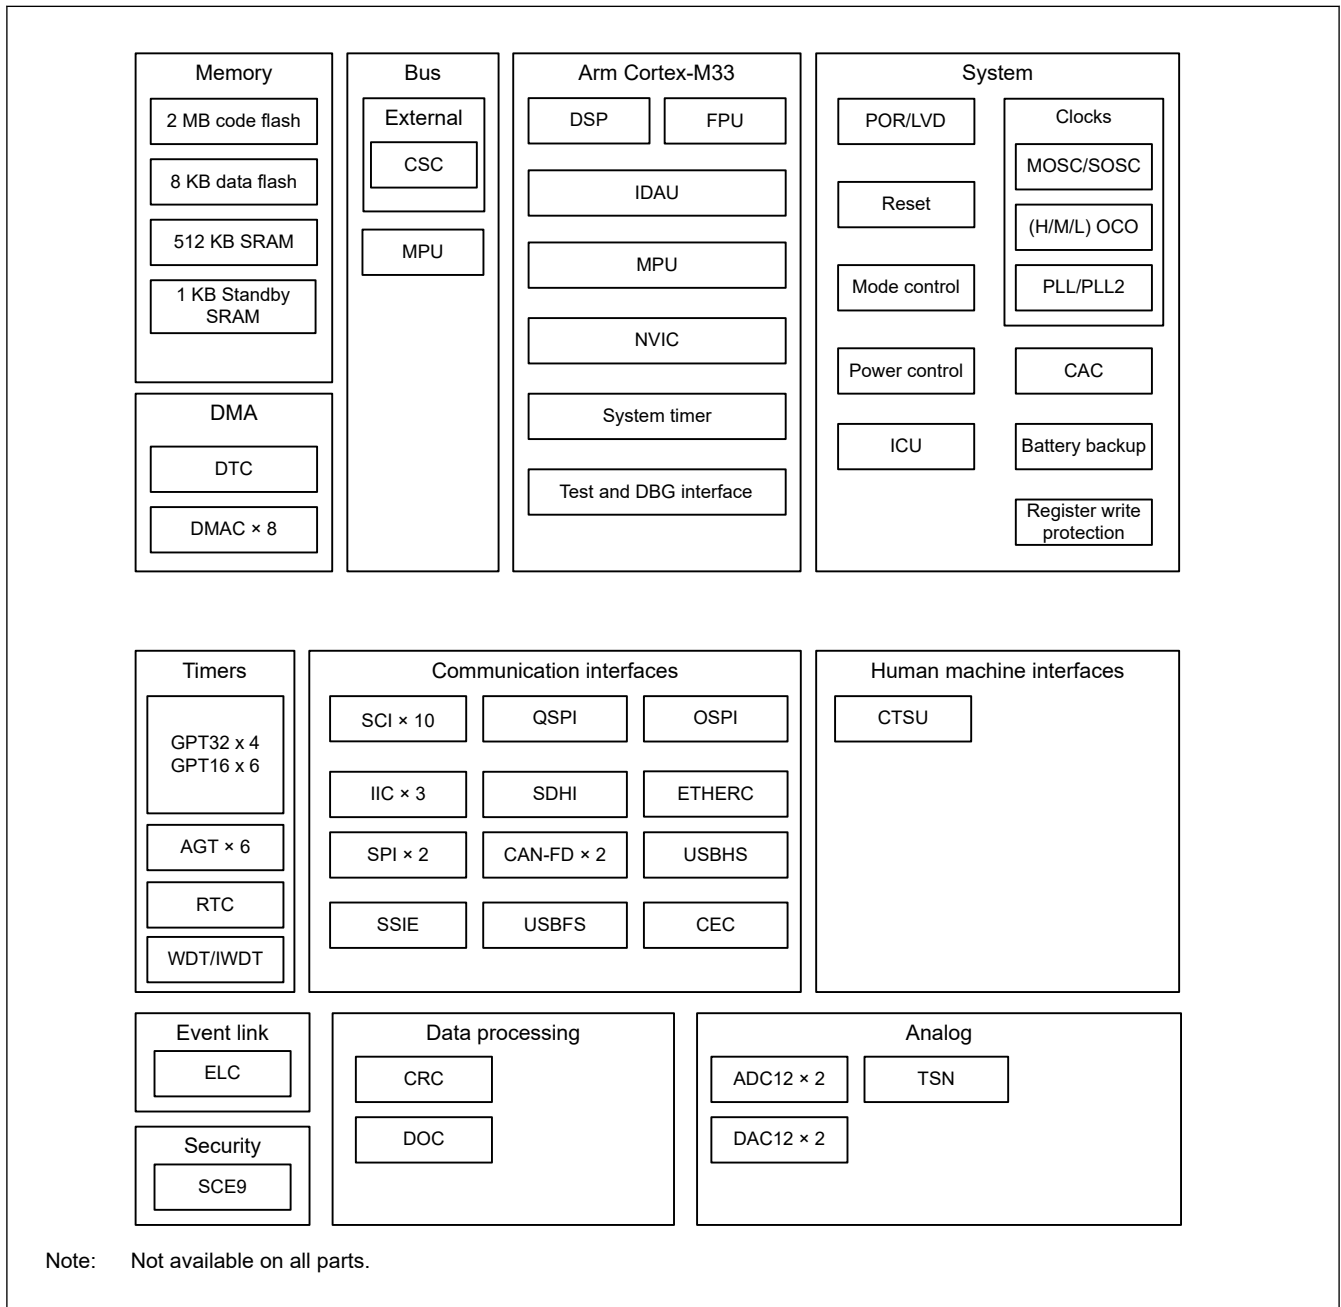 Memory
2 MB code flash
8 KB data flash
512 KB SRAM
1 KB Standby
SRAM
DMA
DTC
DMAC × 8
Bus
External
CSC
MPU
Arm Cortex-M33
DSP
FPU
IDAU
MPU
NVIC
System timer
Test and DBG interface
System
POR/LVD
Reset
Mode control
Power control
ICU
Clocks
MOSC/SOSC
(H/M/L) OCO
PLL/PLL2
CAC
Battery backup
Register write
protection
Timers
GPT32 x 4
GPT16 x 6
AGT × 6
RTC
WDT/IWDT
Communication interfaces
SCI × 10
QSPI
OSPI
IIC × 3
SDHI
ETHERC
SPI × 2
CAN-FD × 2
USBHS
SSIE
USBFS
CEC
Human machine interfaces
CTSU
Event link
ELC
Security
SCE9
Data processing
CRC
DOC
Analog
ADC12 × 2
TSN
DAC12 × 2
Note: Not available on all parts.